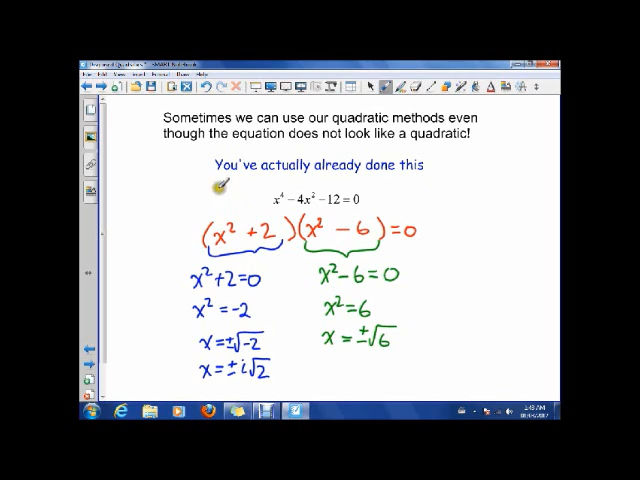 Sometimes we can use our quadratic methods even
though the equation does not look like a quadratic!
You've actually already done this
x⁴ − 4x² − 12 = 0
(x² + 2)(x² − 6) = 0
x² + 2 = 0
x² − 6 = 0
x² = −2
x² = 6
x = ±√−2
x = ±√6
x = ±i√2